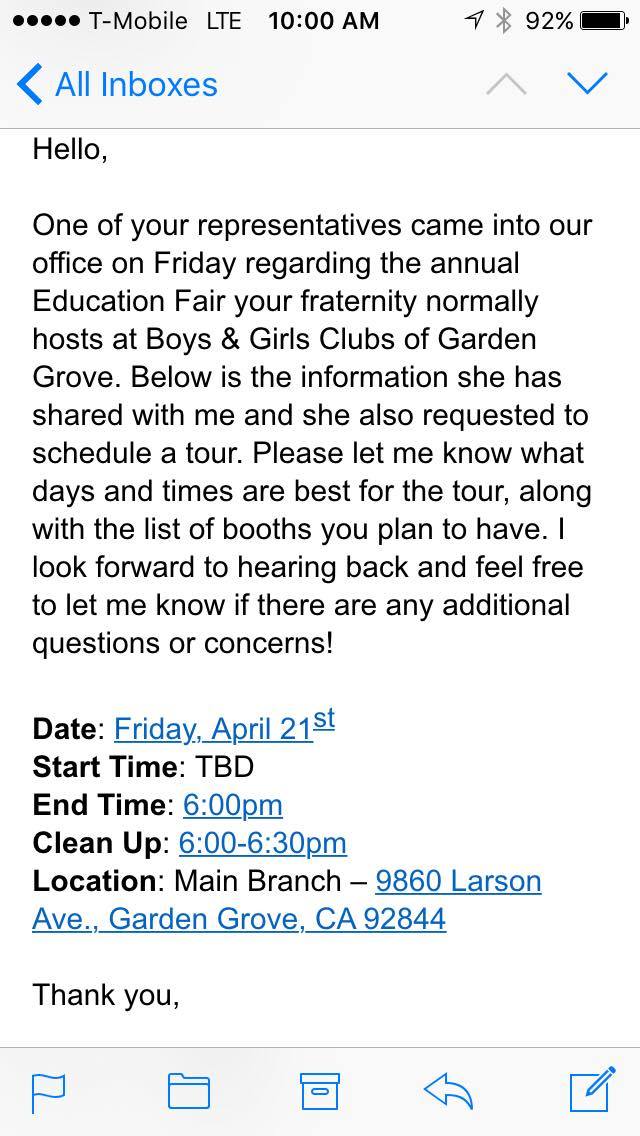 T-Mobile LTE 10:00 AM 92%
All Inboxes
Hello,
One of your representatives came into our
office on Friday regarding the annual
Education Fair your fraternity normally
hosts at Boys & Girls Clubs of Garden
Grove. Below is the information she has
shared with me and she also requested to
schedule a tour. Please let me know what
days and times are best for the tour, along
with the list of booths you plan to have. I
look forward to hearing back and feel free
to let me know if there are any additional
questions or concerns!
Date: Friday, April 21st
Start Time: TBD
End Time: 6:00pm
Clean Up: 6:00-6:30pm
Location: Main Branch – 9860 Larson
Ave., Garden Grove, CA 92844
Thank you,